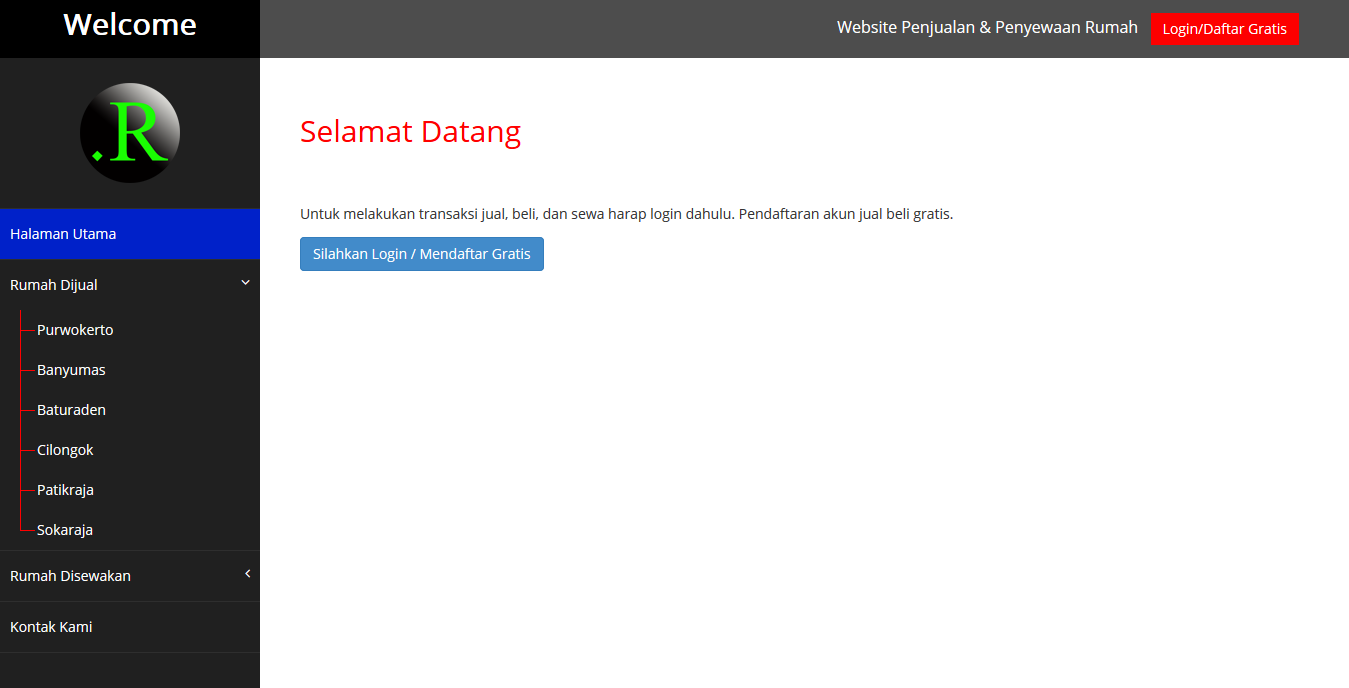 Welcome
Website Penjualan & Penyewaan Rumah
Login/Daftar Gratis
.R
Halaman Utama
Rumah Dijual
Purwokerto
Banyumas
Baturaden
Cilongok
Patikraja
Sokaraja
Rumah Disewakan
Kontak Kami
Selamat Datang
Untuk melakukan transaksi jual, beli, dan sewa harap login dahulu. Pendaftaran akun jual beli gratis.
Silahkan Login / Mendaftar Gratis